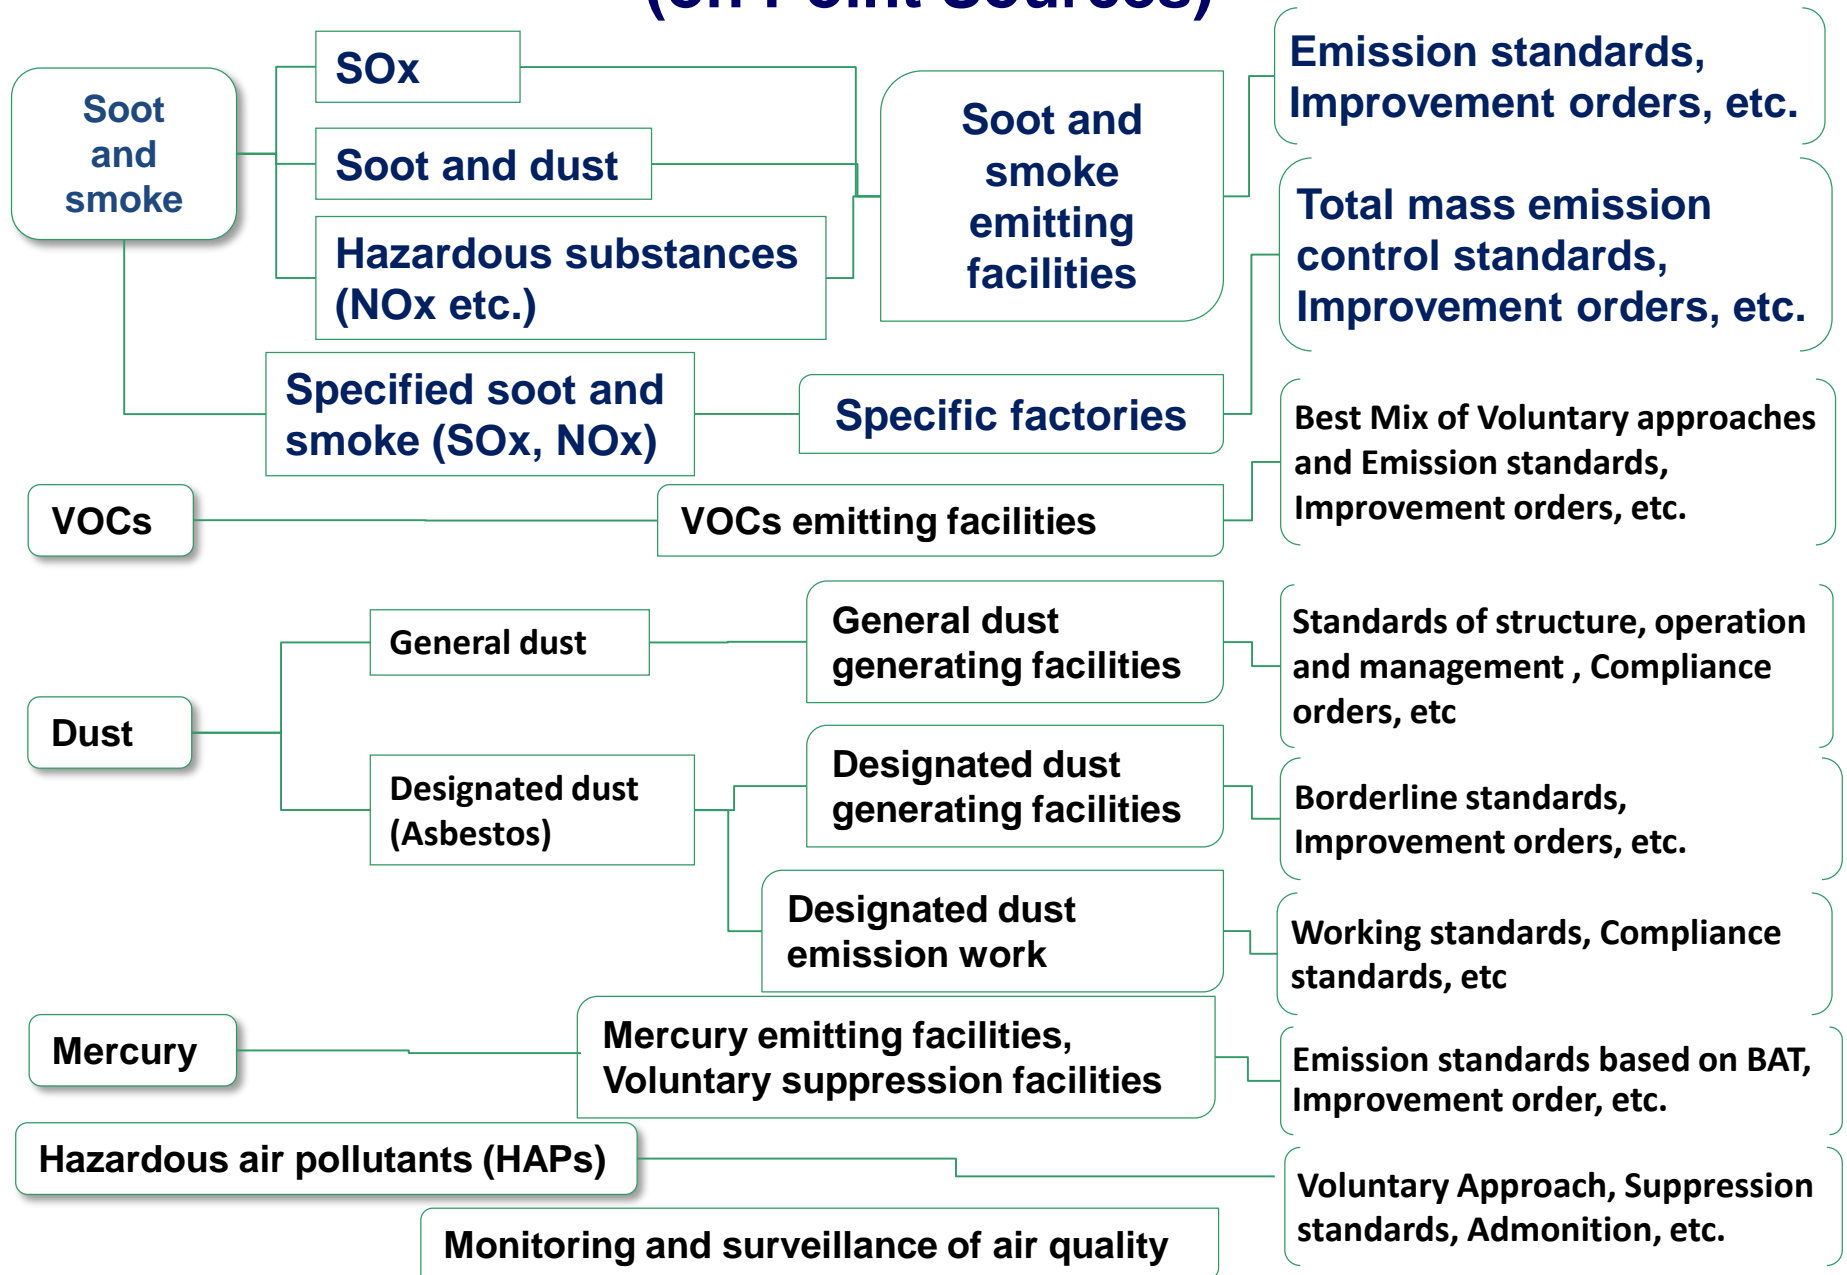 (on Point Sources)
Soot
and
smoke
SOx
Soot and dust
Hazardous substances
(NOx etc.)
Soot and
smoke
emitting
facilities
Emission standards,
Improvement orders, etc.
Total mass emission
control standards,
Improvement orders, etc.
Specified soot and
smoke (SOx, NOx)
Specific factories
VOCs
VOCs emitting facilities
Best Mix of Voluntary approaches
and Emission standards,
Improvement orders, etc.
Dust
General dust
General dust
generating facilities
Standards of structure, operation
and management , Compliance
orders, etc
Designated dust
(Asbestos)
Designated dust
generating facilities
Borderline standards,
Improvement orders, etc.
Designated dust
emission work
Working standards, Compliance
standards, etc
Mercury
Mercury emitting facilities,
Voluntary suppression facilities
Emission standards based on BAT,
Improvement order, etc.
Hazardous air pollutants (HAPs)
Voluntary Approach, Suppression
standards, Admonition, etc.
Monitoring and surveillance of air quality